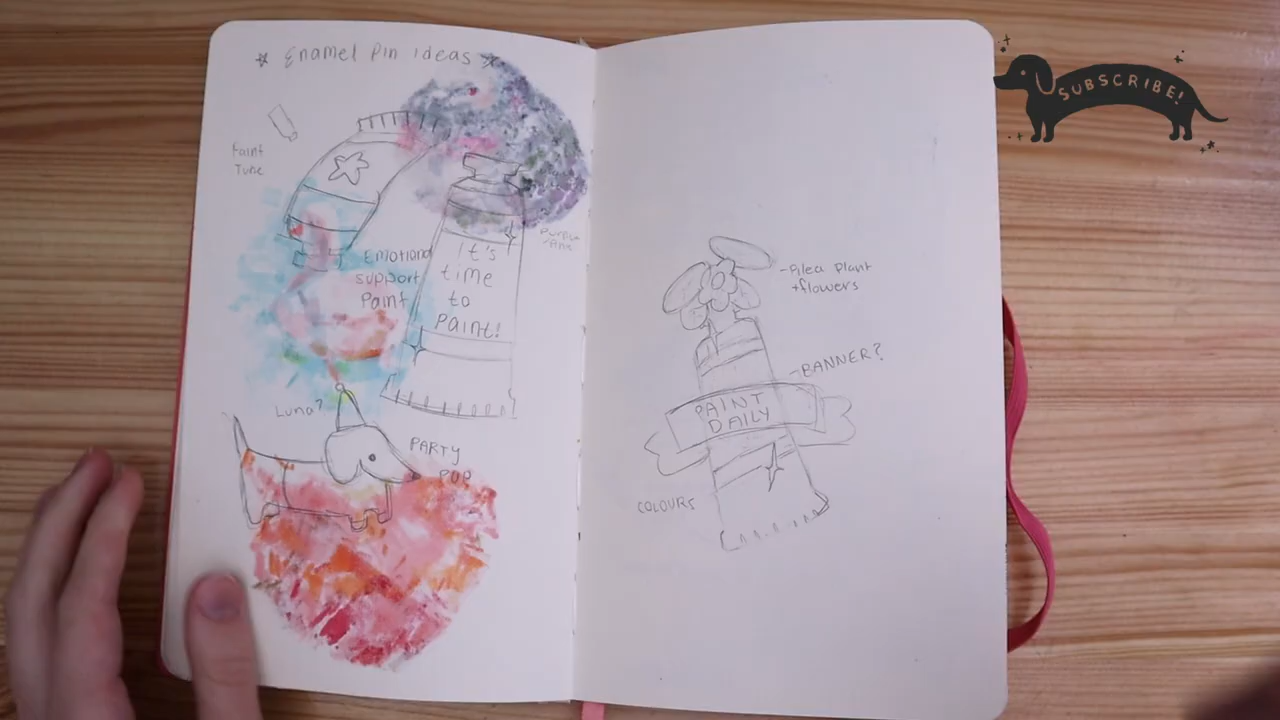 Enamel Pin ideas
Paint
Tube
Emotional
support
Paint
It's
time
to
Paint!
Purple
Luna?
PARTY
POP
-Pilea plant
+flowers
-BANNER?
PAINT
DAILY
COLOURS
SUBSCRIBE!